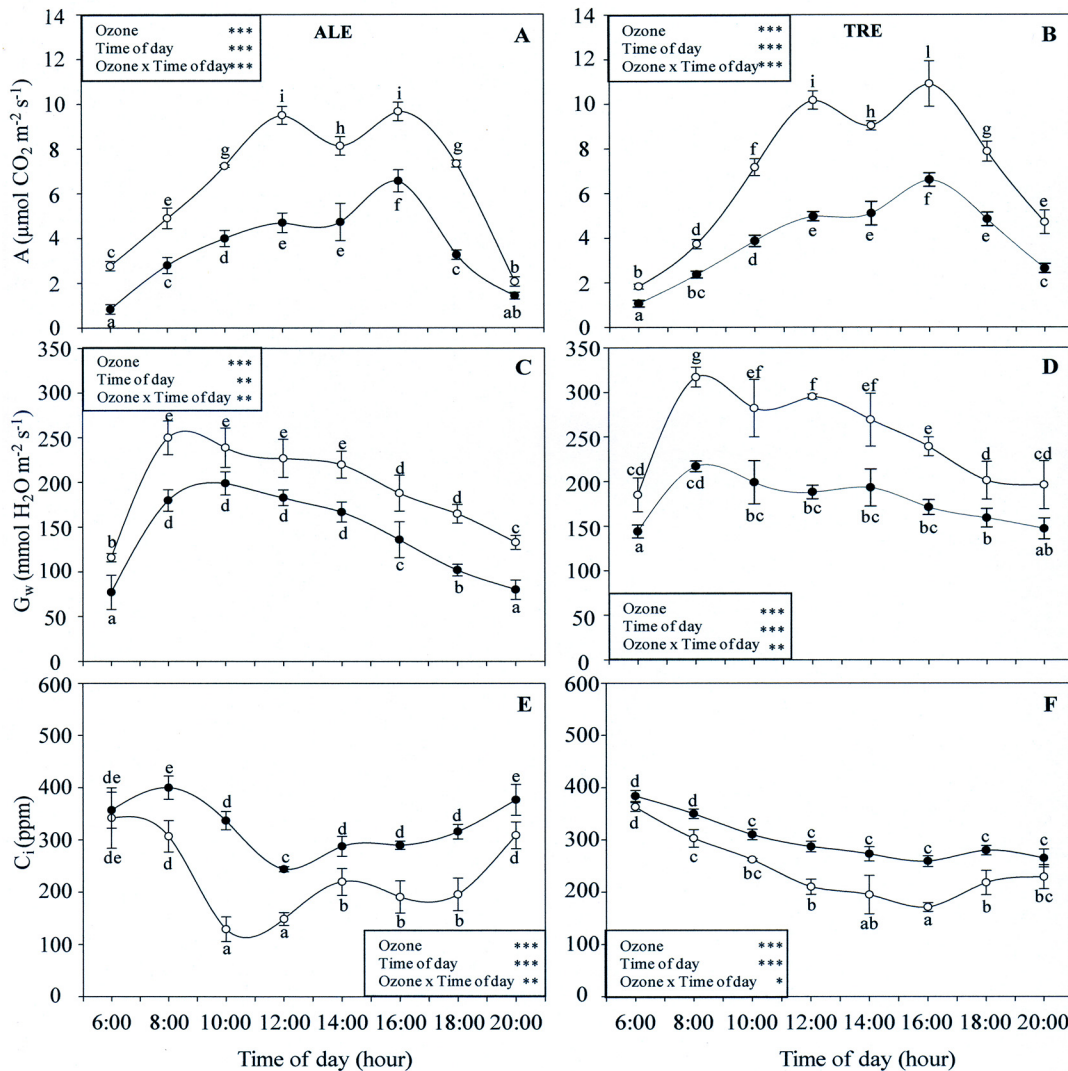 ALE
A
Ozone ***
Time of day ***
Ozone x Time of day ***
A (µmol CO2 m-2 s-1)
14
12
10
8
6
4
2
0
c
e
g
i
h
i
g
b
a
c
d
e
e
f
c
ab
TRE
B
Ozone ***
Time of day ***
Ozone x Time of day ***
14
12
10
8
6
4
2
0
b
d
f
i
h
l
g
e
a
bc
d
e
e
f
e
c
C
Ozone ***
Time of day **
Ozone x Time of day **
Gw (mmol H2O m-2 s-1)
350
300
250
200
150
100
50
0
b
e
e
e
e
d
d
c
a
d
d
d
d
c
b
a
D
350
300
250
200
150
100
50
0
cd
g
ef
f
ef
e
d
cd
a
cd
bc
bc
bc
bc
b
ab
Ozone ***
Time of day ***
Ozone x Time of day **
E
Ci (ppm)
600
500
400
300
200
100
0
de
e
d
c
d
d
d
e
de
d
a
a
b
b
b
d
Ozone ***
Time of day ***
Ozone x Time of day **
6:00 8:00 10:00 12:00 14:00 16:00 18:00 20:00
Time of day (hour)
F
600
500
400
300
200
100
0
d
d
c
c
c
c
c
c
d
c
bc
b
ab
a
b
bc
Ozone ***
Time of day ***
Ozone x Time of day *
6:00 8:00 10:00 12:00 14:00 16:00 18:00 20:00
Time of day (hour)